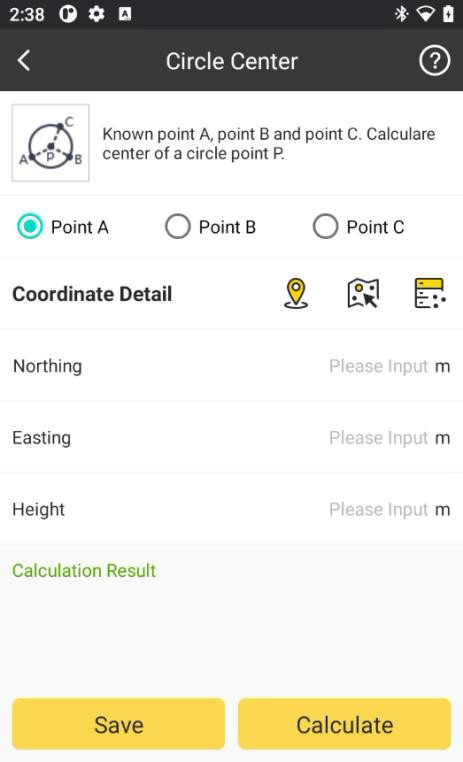 2:38
Circle Center
C
A
P
B
Known point A, point B and point C. Calculare
center of a circle point P.
Point A
Point B
Point C
Coordinate Detail
Northing
Please Input m
Easting
Please Input m
Height
Please Input m
Calculation Result
Save
Calculate